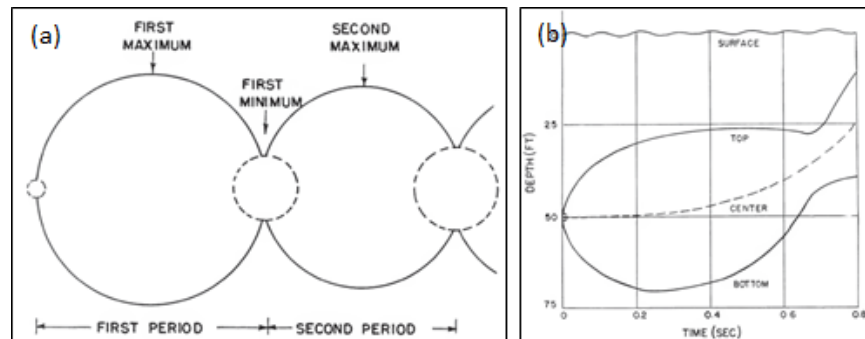 (a)
FIRST
MAXIMUM
SECOND
MAXIMUM
FIRST
MINIMUM
FIRST PERIOD
SECOND PERIOD
(b)
SURFACE
25
TOP
DEPTH (FT)
CENTER
50
BOTTOM
75
0 0.2 0.4 0.6 0.8
TIME (SEC)